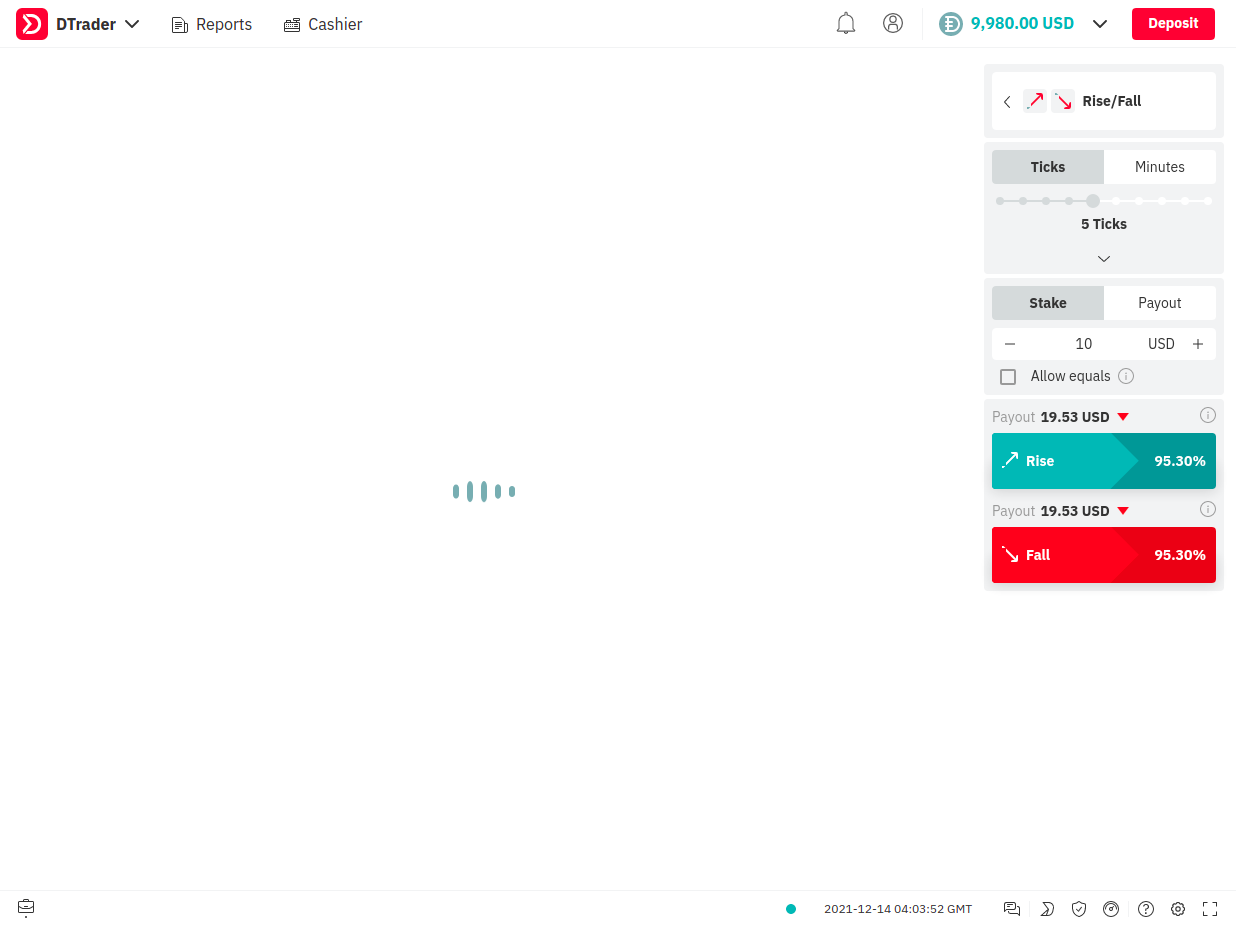 DTrader Reports Cashier 9,980.00 USD Deposit
Rise/Fall
Ticks Minutes
5 Ticks
Stake Payout
10 USD
Allow equals
Payout 19.53 USD
Rise 95.30%
Payout 19.53 USD
Fall 95.30%
2021-12-14 04:03:52 GMT